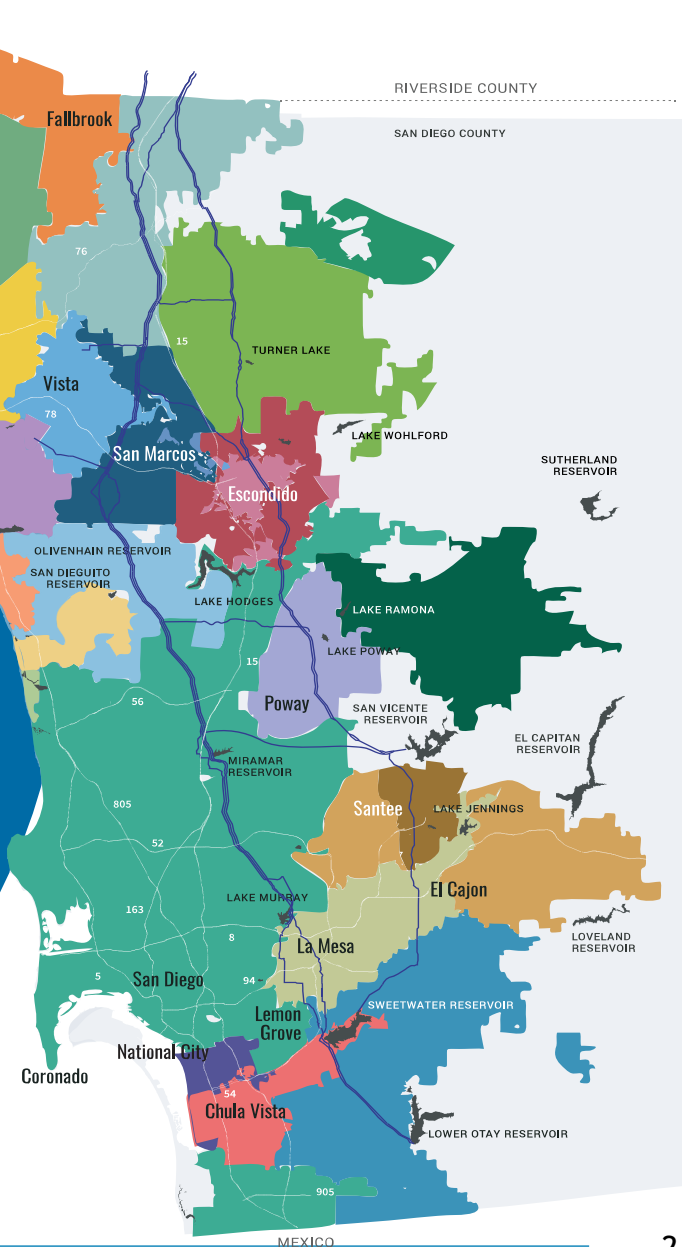 RIVERSIDE COUNTY
Fallbrook
SAN DIEGO COUNTY
76
15
TURNER LAKE
Vista
78
LAKE WOHLFORD
San Marcos
SUTHERLAND
RESERVOIR
Escondido
OLIVENHAIN RESERVOIR
SAN DIEGUITO
RESERVOIR
LAKE HODGES
LAKE RAMONA
LAKE POWAY
15
56
Poway
SAN VICENTE
RESERVOIR
EL CAPITAN
RESERVOIR
MIRAMAR
RESERVOIR
805
Santee
LAKE JENNINGS
52
El Cajon
LAKE MURRAY
163
8
La Mesa
LOVELAND
RESERVOIR
5
San Diego
94
SWEETWATER RESERVOIR
Lemon
Grove
National City
Coronado
54
Chula Vista
LOWER OTAY RESERVOIR
905
MEXICO
2